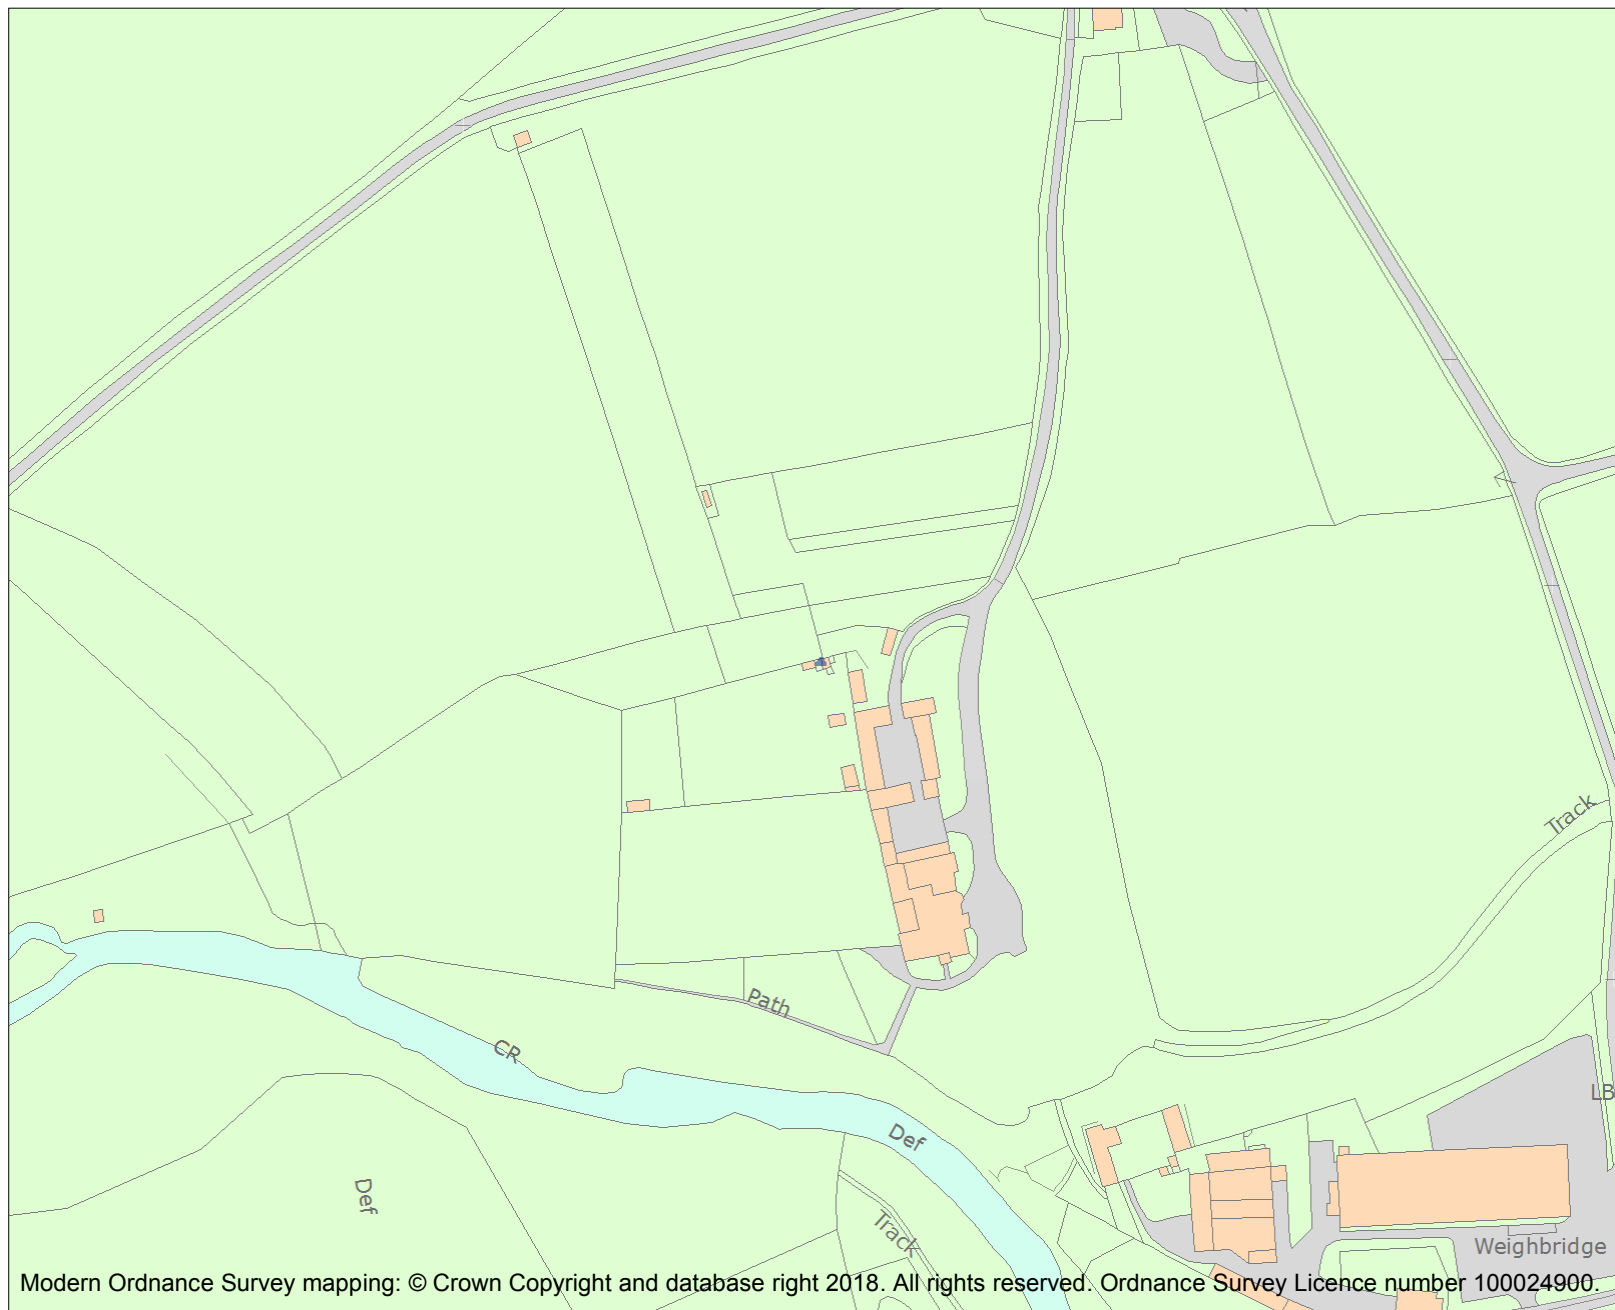 Track
Path
CR
LB
Def
Def
Track
Weighbridge
Modern Ordnance Survey mapping: © Crown Copyright and database right 2018. All rights reserved. Ordnance Survey Licence number 100024900.